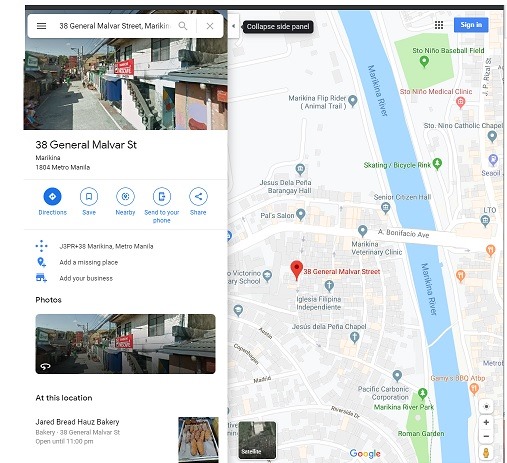 38 General Malvar Street, Marikin
Collapse side panel
Sign in
38 General Malvar St
Marikina
1804 Metro Manila
Directions
Save
Nearby
Send to your
phone
Share
J3PR+38 Marikina, Metro Manila
Add a missing place
Add your business
Photos
At this location
Jared Bread Hauz Bakery
Bakery · 38 General Malvar St
Open until 11:00 pm
Sto Niño Baseball Field
Marikina River
J. P. Rizal St
Sto Niño Medical Clinic
Marikina Flip Rider
( Animal Trail )
Sto. Nino Catholic Chap
Skating / Bicycle Rink
Seaoil
Jesus Dela Peña
Barangay Hall
Senior Citizen Hall
LTO
Pal's Salon
A. Bonifacio Ave
Marikina
Veterinary Clinic
o Victorino
ary School
38 General Malvar Street
Marikina River
Iglesia Filipina
Independiente
Jesus dela Peña Chapel
Austin
Copenhagen
Madrid
Metrob
Pacific Carbonic
Corporation
Gamy's BBQ Atbp
Marikina River Park
Riverside Dr
Roman Garden
Satellite
Google